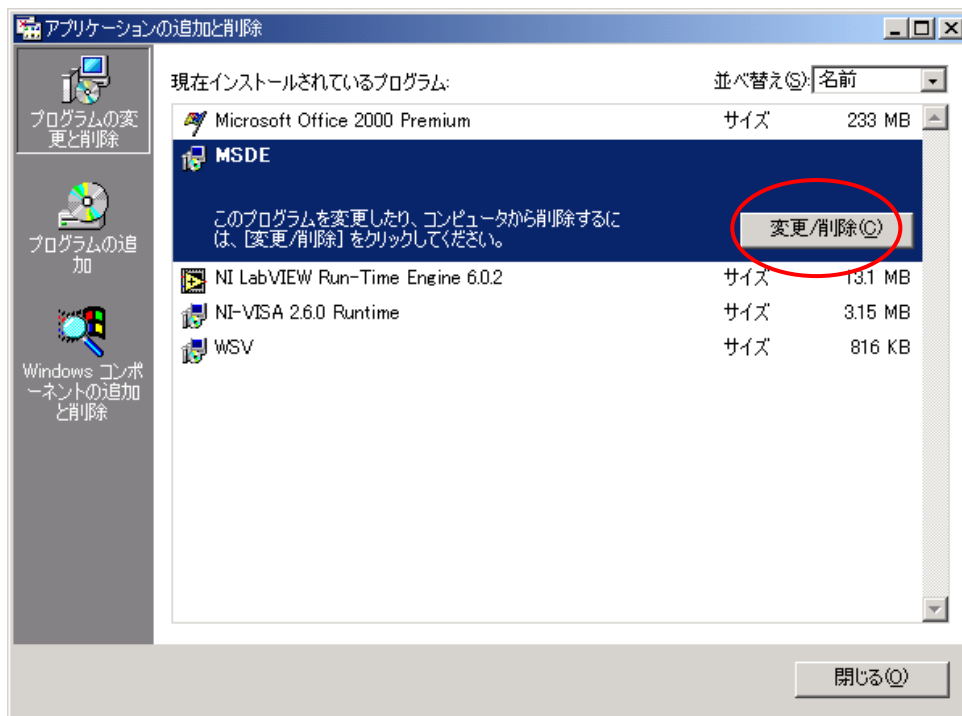 アプリケーションの追加と削除
プログラムの変
更と削除
プログラムの追
加
Windows コンポ
ーネントの追加
と削除
現在インストールされているプログラム:
並べ替え(S): 名前
Microsoft Office 2000 Premium サイズ 233 MB
MSDE
このプログラムを変更したり、コンピュータから削除するに
は、[変更/削除] をクリックしてください。
変更/削除(C)
NI LabVIEW Run-Time Engine 6.0.2 サイズ 13.1 MB
NI-VISA 2.6.0 Runtime サイズ 3.15 MB
WSV サイズ 816 KB
閉じる(O)